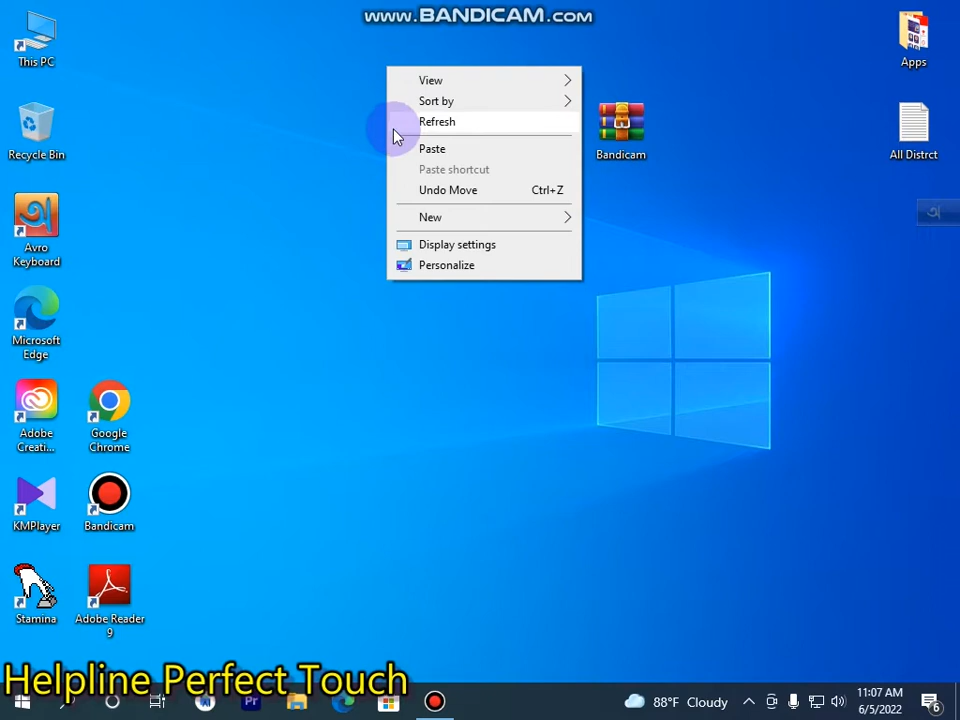 www.BANDICAM.com
This PC
Apps
View
Sort by
Refresh
Paste
Paste shortcut
Undo Move Ctrl+Z
New
Display settings
Personalize
Bandicam
Recycle Bin
All Distrct
অ
Avro
Keyboard
অ
Microsoft
Edge
Adobe
Creati...
Google
Chrome
KMPlayer
Bandicam
Stamina
Adobe Reader
9
Helpline Perfect Touch
Pr
88°F Cloudy
11:07 AM
6/5/2022
6